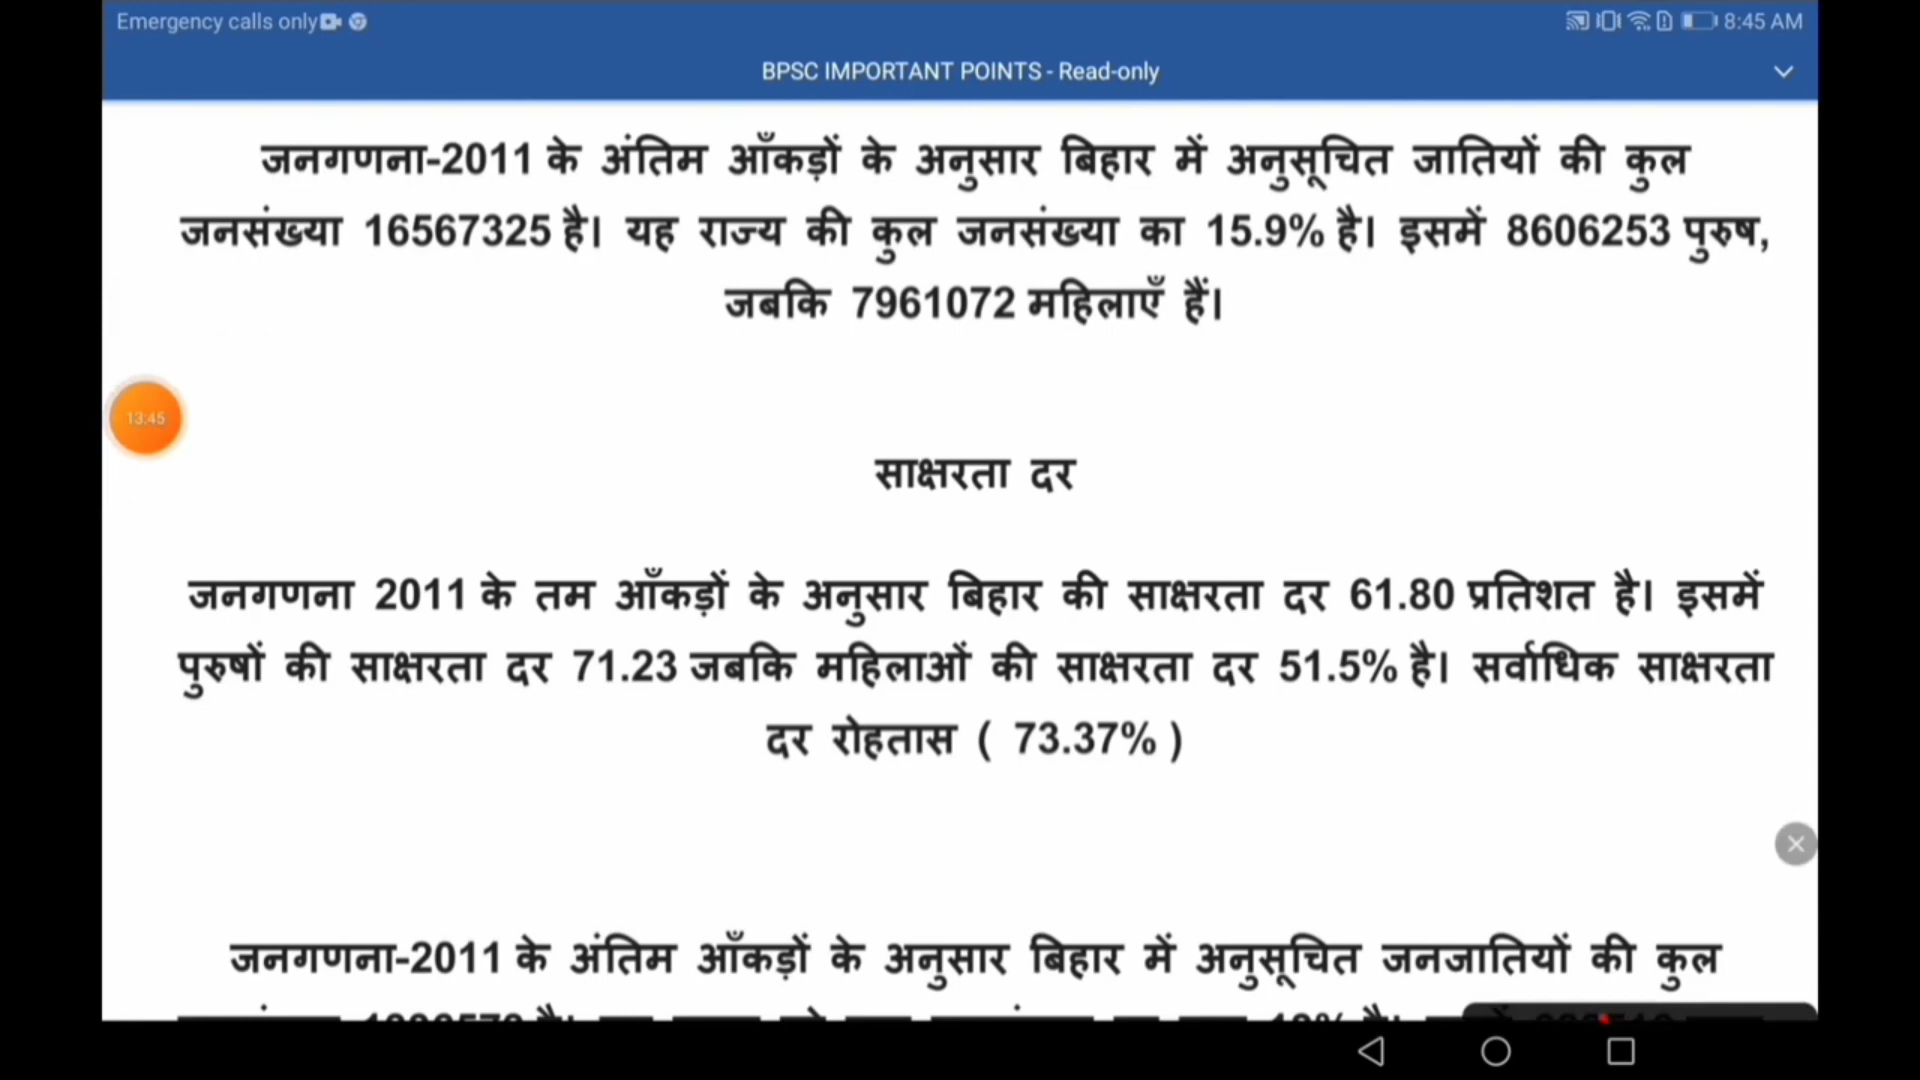 Emergency calls only
8:45 AM
BPSC IMPORTANT POINTS - Read-only
जनगणना-2011 के अंतिम आँकड़ों के अनुसार बिहार में अनुसूचित जातियों की कुल
जनसंख्या 16567325 है। यह राज्य की कुल जनसंख्या का 15.9% है। इसमें 8606253 पुरुष,
जबकि 7961072 महिलाएँ हैं।
13:45
साक्षरता दर
जनगणना 2011 के तम आँकड़ों के अनुसार बिहार की साक्षरता दर 61.80 प्रतिशत है। इसमें
पुरुषों की साक्षरता दर 71.23 जबकि महिलाओं की साक्षरता दर 51.5% है। सर्वाधिक साक्षरता
दर रोहतास ( 73.37% )
जनगणना-2011 के अंतिम आँकड़ों के अनुसार बिहार में अनुसूचित जनजातियों की कुल